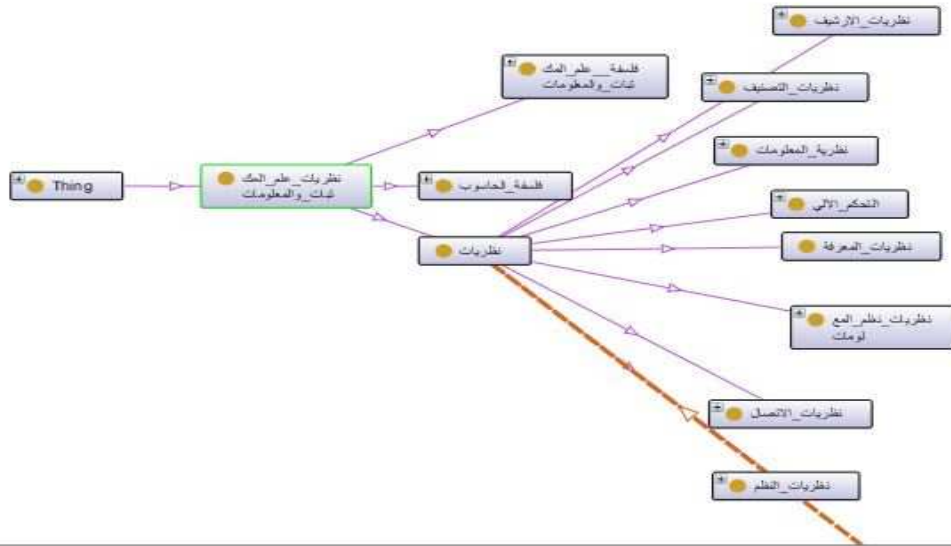 نظريات_الارشيف
فلسفة__علم_المك
تبات_والمعلومات
نظريات_التصنيف
نظرية_المعلومات
Thing
نظريات_علم_المك
تبات_والمعلومات
فلسفة_الحاسوب
التحكم_الالي
نظريات
نظريات_المعرفة
نظريات_نظم_المع
لومات
نظريات_الاتصال
نظريات_النظم